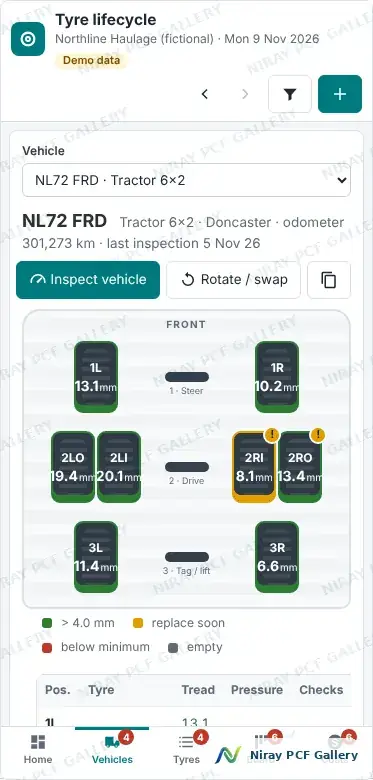 Tyre lifecycle
Northline Haulage (fictional) · Mon 9 Nov 2026
Demo data
Vehicle
NL72 FRD · Tractor 6×2
NL72 FRD Tractor 6×2 · Doncaster · odometer
301,273 km · last inspection 5 Nov 26
Inspect vehicle Rotate / swap
FRONT
1L 1R
13.1mm 10.2mm
1 · Steer
! !
2LO 2LI 2RI 2RO
19.4mm 20.1mm 8.1mm 13.4mm
2 · Drive
3L 3R
11.4mm 6.6mm
3 · Tag / lift
> 4.0 mm replace soon
below minimum empty
Pos. Tyre Tread Pressure Checks
1L 13.1
4 4 6 6
Home Vehicles Tyres
Niray PCF Gallery
NIRAY PCF GALLERY